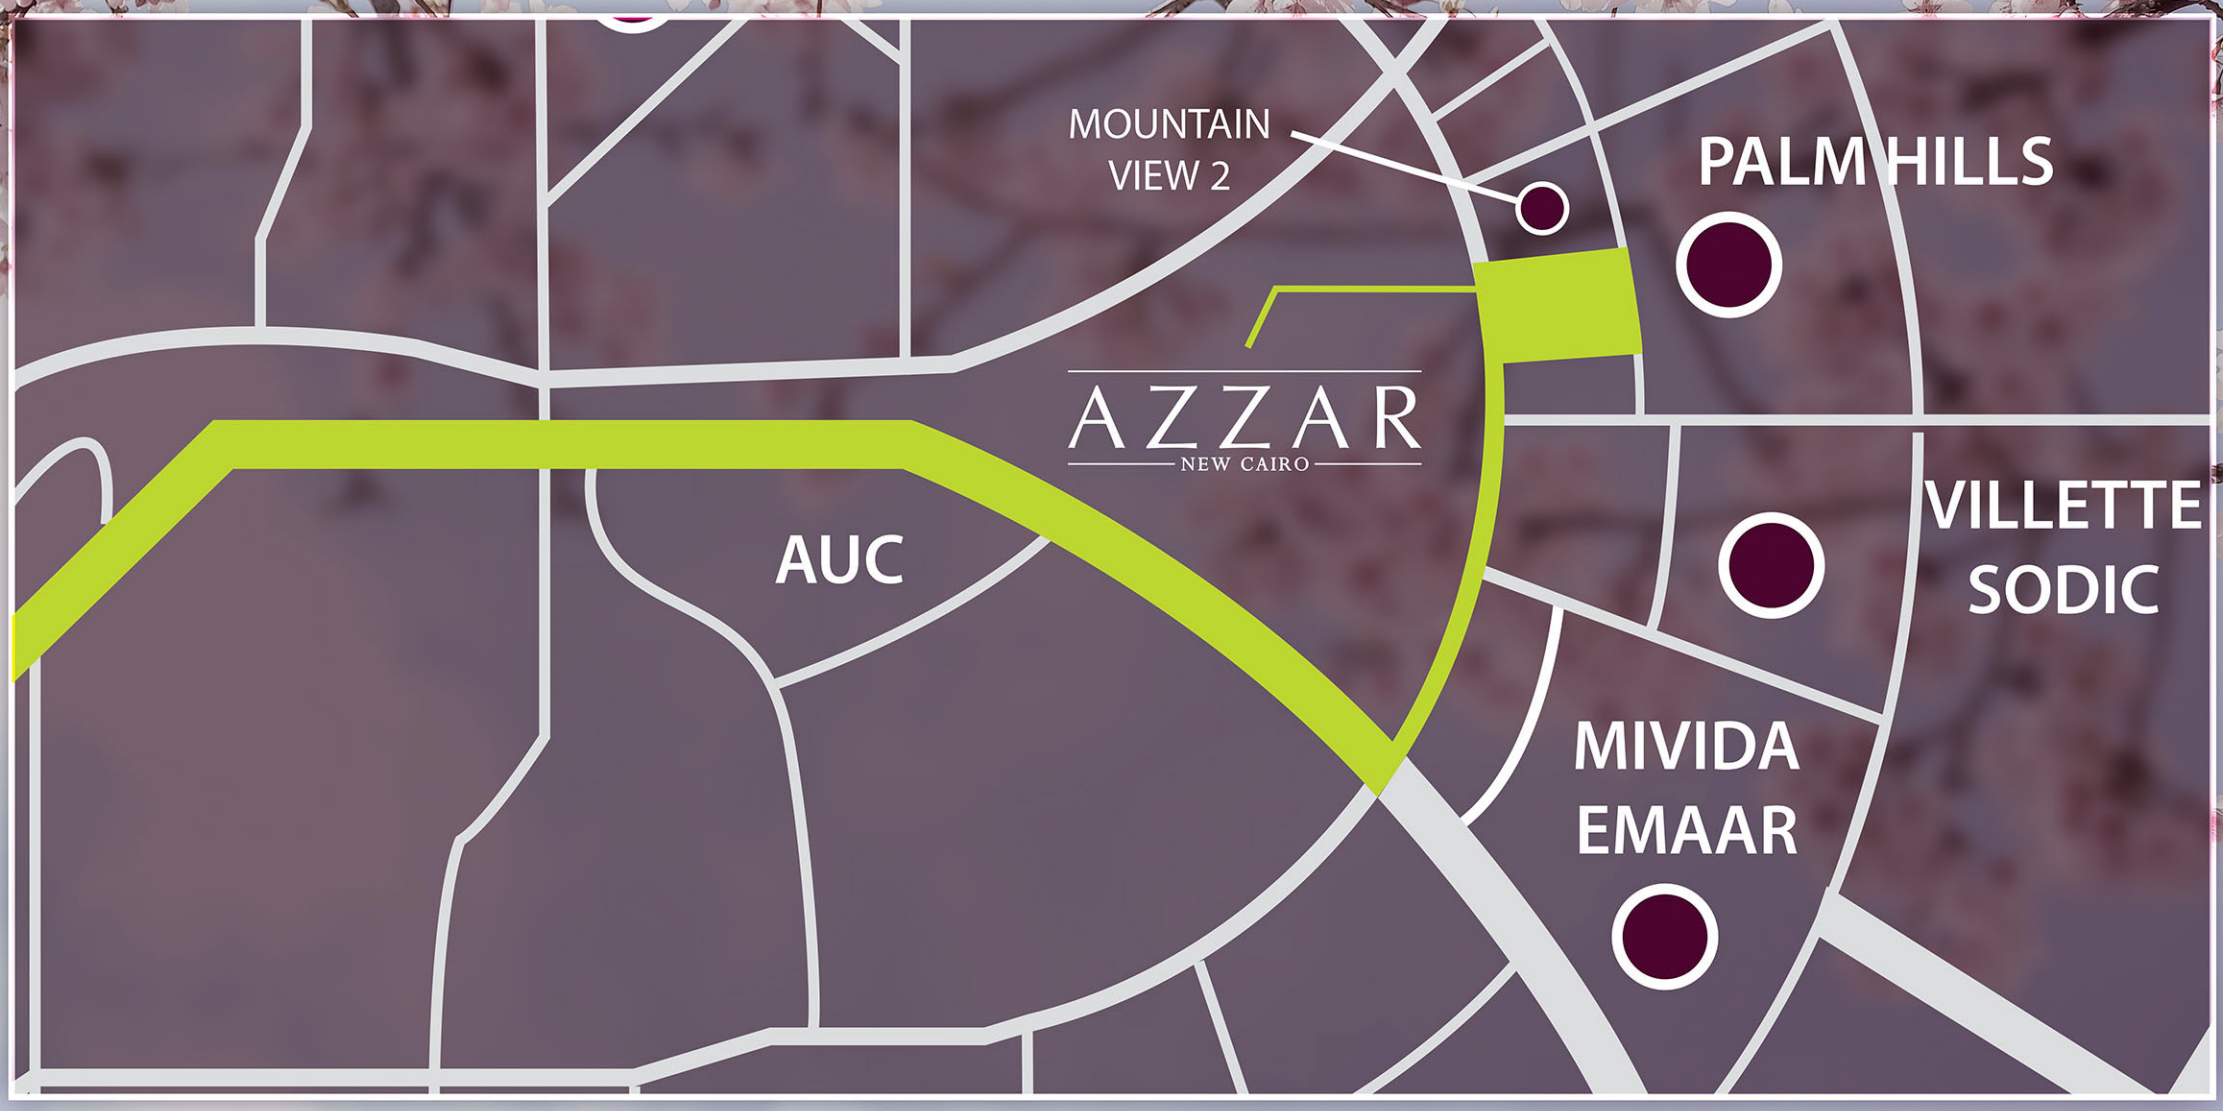 MOUNTAIN
VIEW 2
PALM HILLS
AZZAR
NEW CAIRO
VILLETTE
SODIC
AUC
MIVIDA
EMAAR